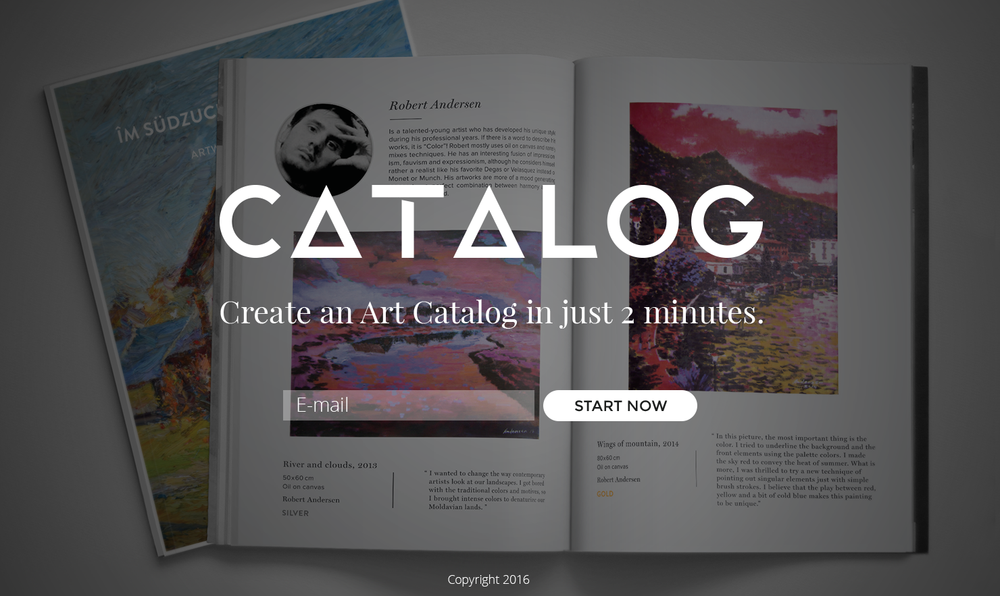 ÎM SÜDZUC
Robert Andersen
Is a talented-young artist who has developed his unique style
during his professional years. If there is a word to describe his
works, it is “Color”! Robert mostly uses oil on canvas and rarely
mixes techniques. He has an interesting fusion of impression
ism, fauvism and expressionism, although he considers himself
rather a realist like his favorite Degas or Velasquez instead
Monet or Munch. His artworks are more of a mood generating
combination between harmony
CATALOG
Create an Art Catalog in just 2 minutes.
E-mail
START NOW
River and clouds, 2013
50x60 cm
Oil on canvas
Robert Andersen
SILVER
“ I wanted to change the way contemporary
artists look at our landscapes. I got bored
with the traditional colors and motives, so
I brought intense colors to denaturize our
Moldavian lands. ”
Wings of mountain, 2014
80x60 cm
Oil on canvas
Robert Andersen
GOLD
“ In this picture, the most important thing is the
color. I tried to underline the background and the
front elements using the palette colors. I made
the sky red to convey the heat of summer. What is
more, I was thrilled to try a new technique of
pointing out singular elements just with simple
brush strokes. I believe that the play between red,
yellow and a bit of cold blue makes this painting
to be unique.”
Copyright 2016